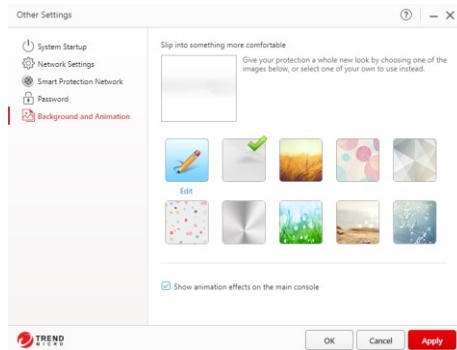 Other Settings
System Startup
Network Settings
Smart Protection Network
Password
Background and Animation
Slip into something more comfortable
Give your protection a whole new look by choosing one of the
images below, or select one of your own to use instead.
Edit
Show animation effects on the main console
TREND
MICRO
OK
Cancel
Apply